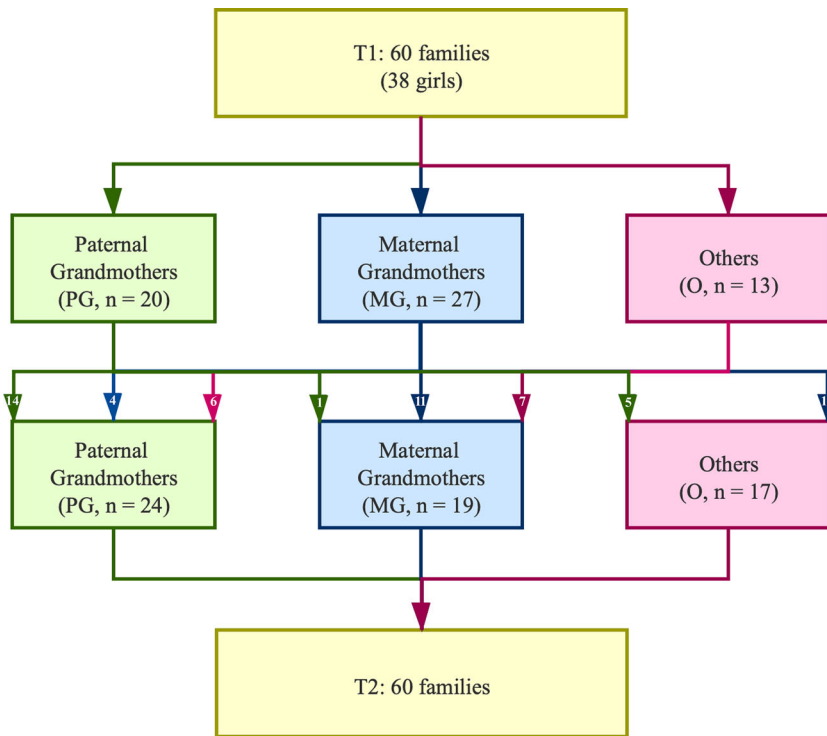 T1: 60 families
(38 girls)
Paternal
Grandmothers
(PG, n = 20)
Maternal
Grandmothers
(MG, n = 27)
Others
(O, n = 13)
14
4
6
1
11
7
5
Paternal
Grandmothers
(PG, n = 24)
Maternal
Grandmothers
(MG, n = 19)
Others
(O, n = 17)
T2: 60 families